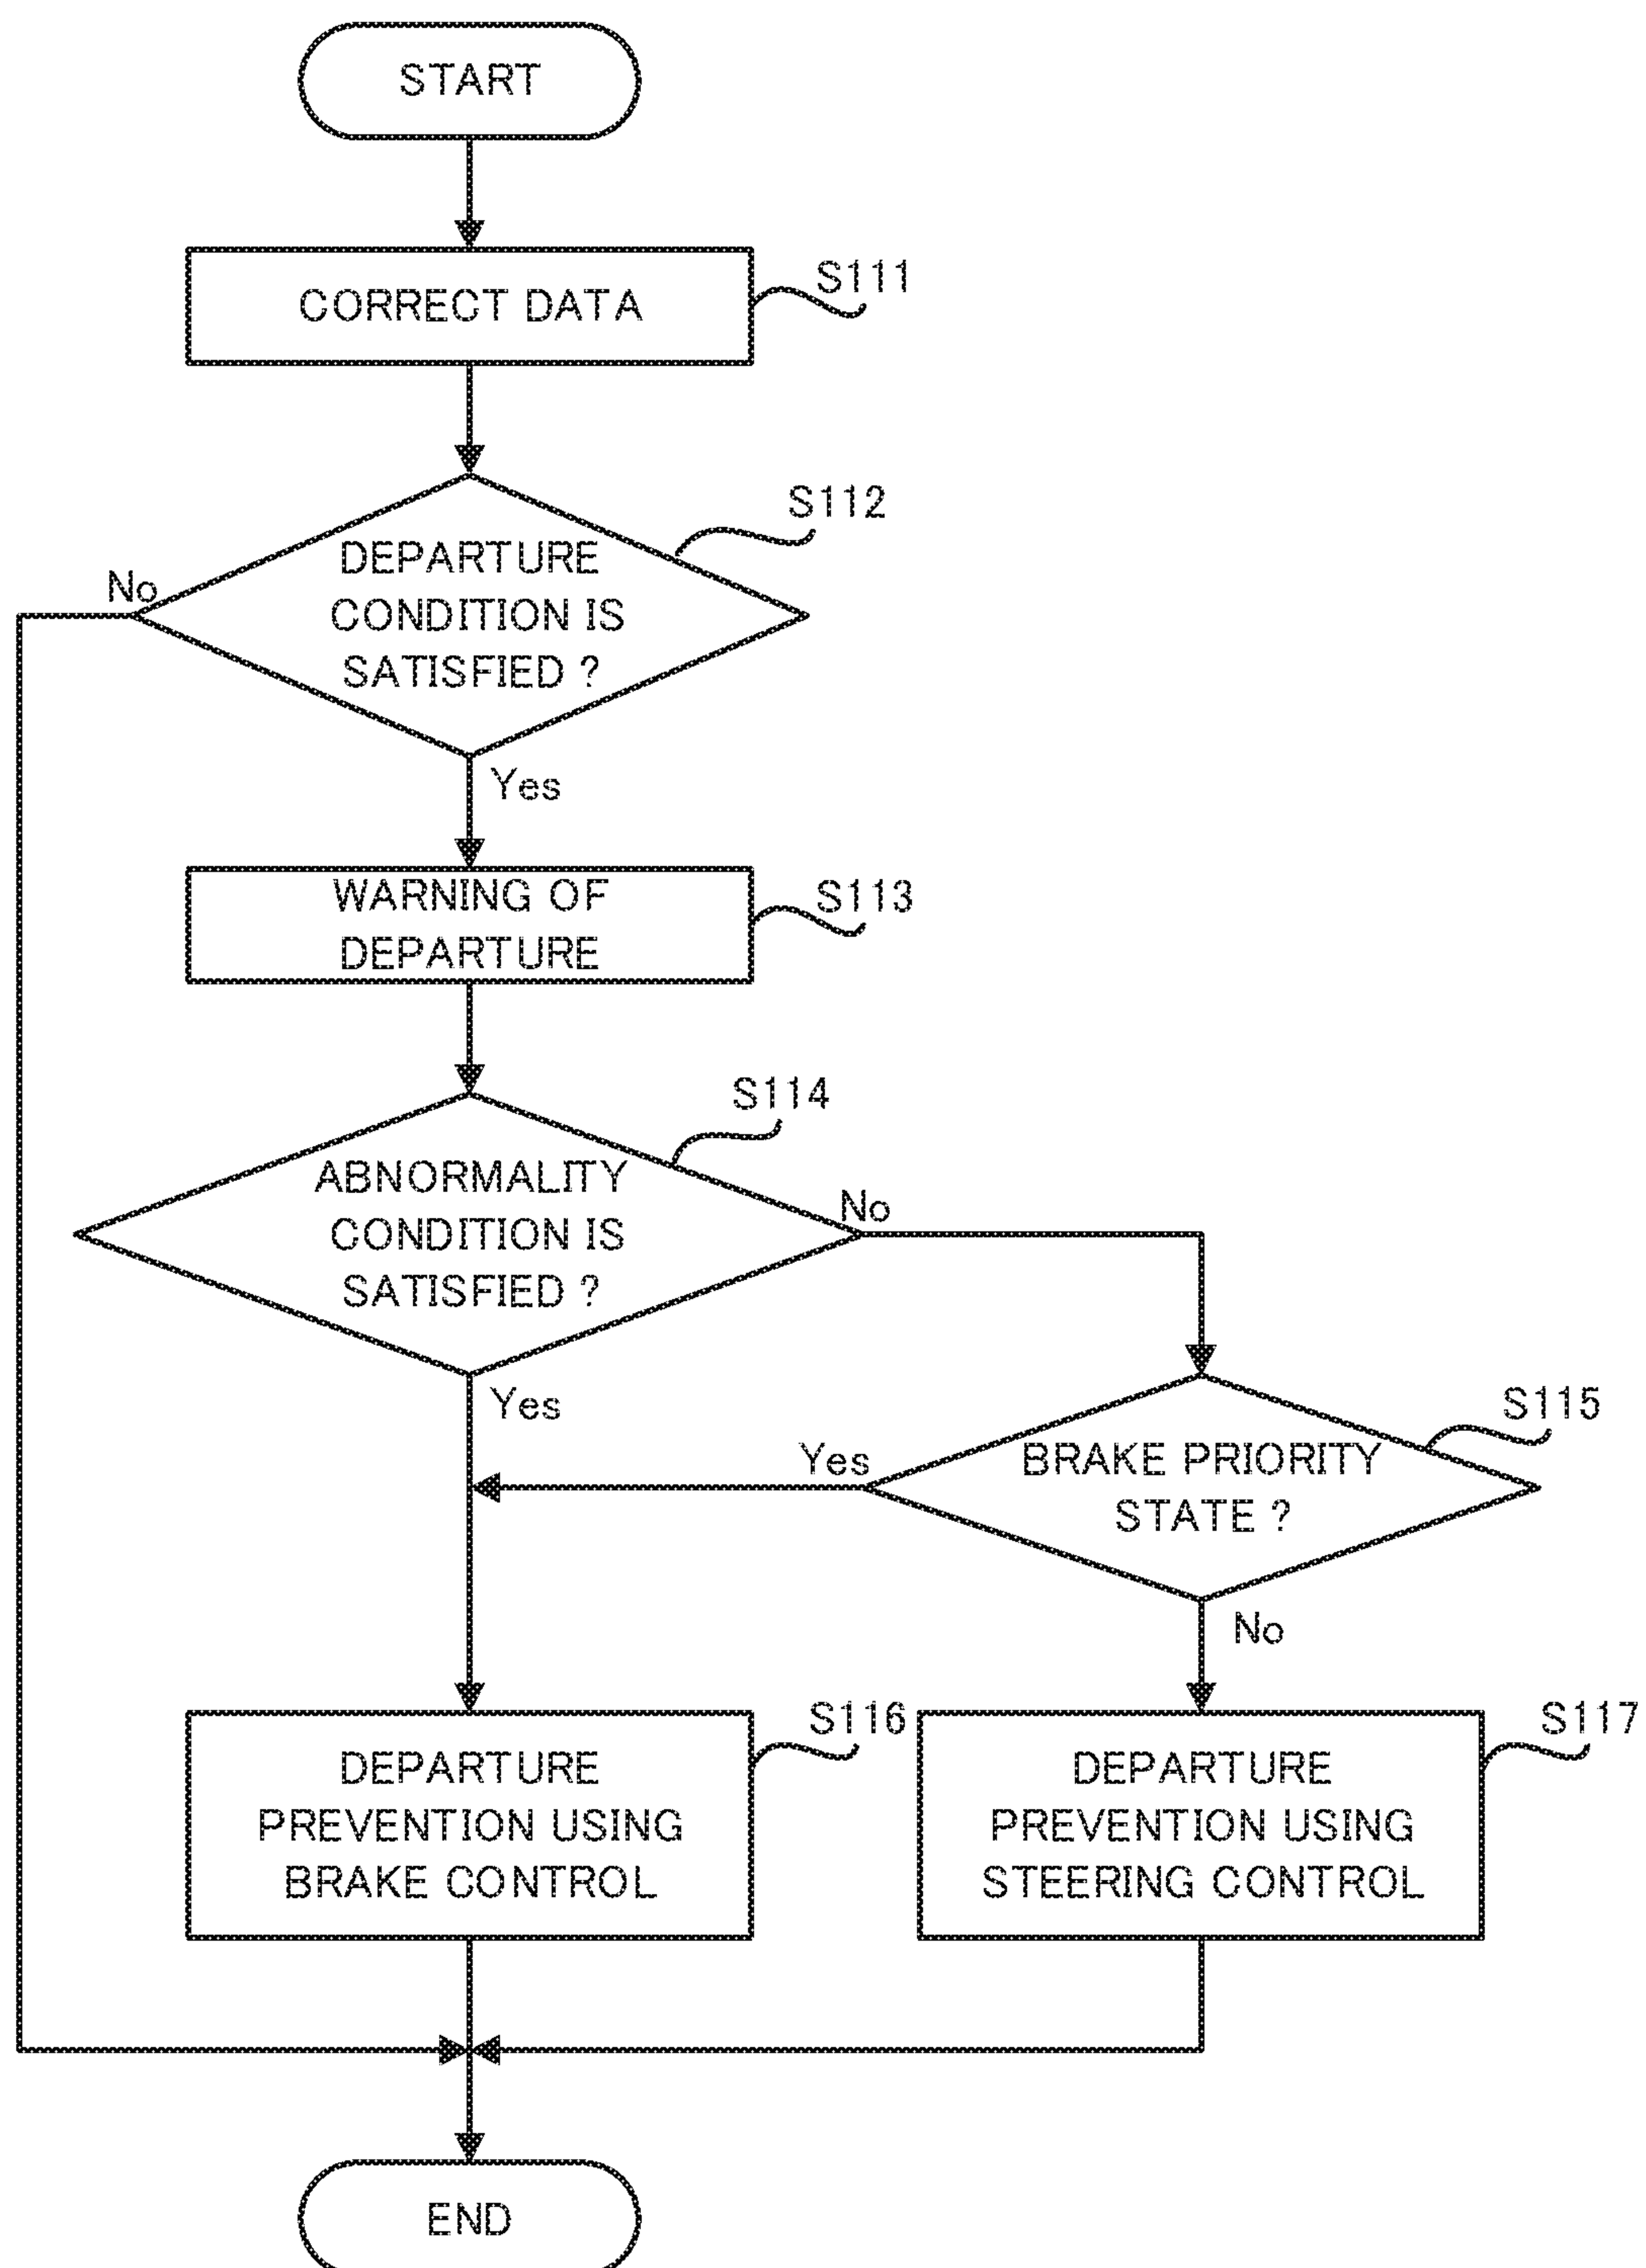 START
CORRECT DATA
S111
S112
DEPARTURE
CONDITION IS
SATISFIED ?
No
Yes
WARNING OF
DEPARTURE
S113
S114
ABNORMALITY
CONDITION IS
SATISFIED ?
No
Yes
S115
BRAKE PRIORITY
STATE ?
Yes
No
S116
DEPARTURE
PREVENTION USING
BRAKE CONTROL
S117
DEPARTURE
PREVENTION USING
STEERING CONTROL
END